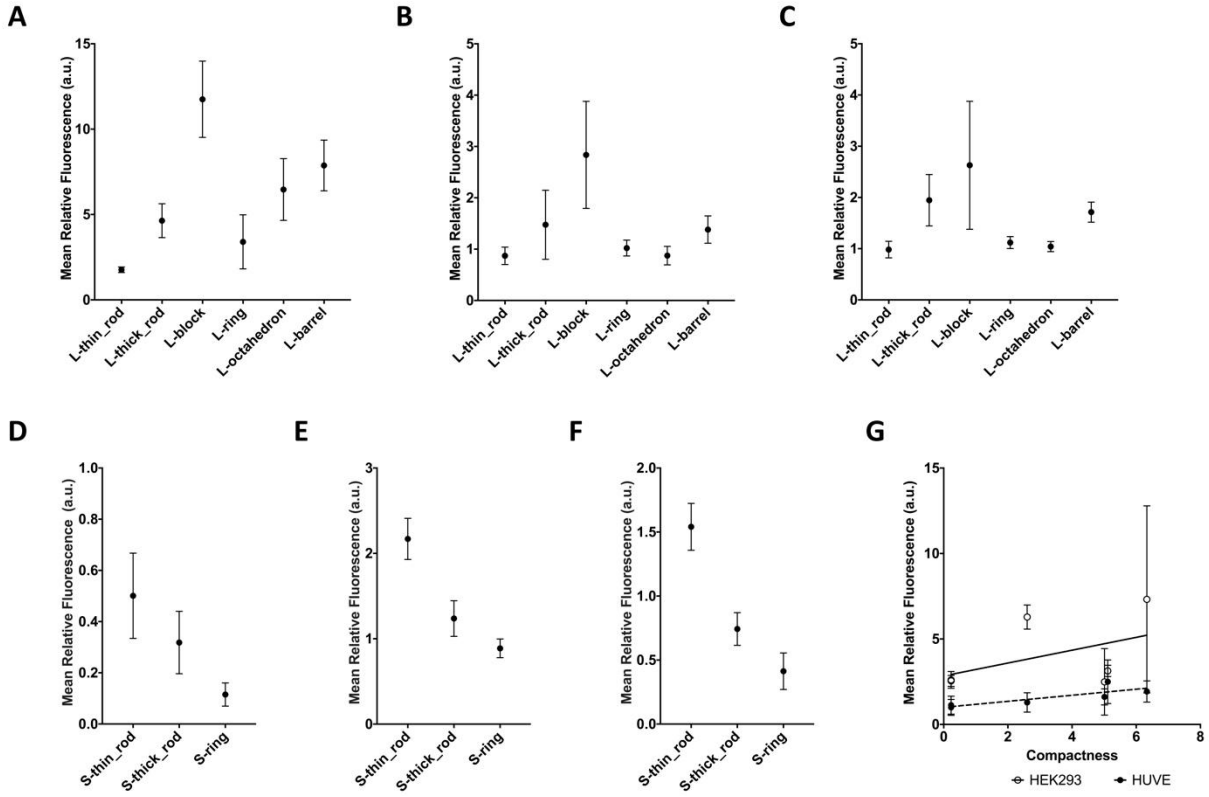 A
Mean Relative Fluorescence (a.u.)
15
10
5
0
L-thin_rod
L-thick_rod
L-block
L-ring
L-octahedron
L-barrel
B
Mean Relative Fluorescence (a.u.)
5
4
3
2
1
0
L-thin_rod
L-thick_rod
L-block
L-ring
L-octahedron
L-barrel
C
Mean Relative Fluorescence (a.u.)
5
4
3
2
1
0
L-thin_rod
L-thick_rod
L-block
L-ring
L-octahedron
L-barrel
D
Mean Relative Fluorescence (a.u.)
1.0
0.8
0.6
0.4
0.2
0.0
S-thin_rod
S-thick_rod
S-ring
E
Mean Relative Fluorescence (a.u.)
3
2
1
0
S-thin_rod
S-thick_rod
S-ring
F
Mean Relative Fluorescence (a.u.)
2.0
1.5
1.0
0.5
0.0
S-thin_rod
S-thick_rod
S-ring
G
Mean Relative Fluorescence (a.u.)
15
10
5
0
0 2 4 6 8
Compactness
HEK293 HUVE